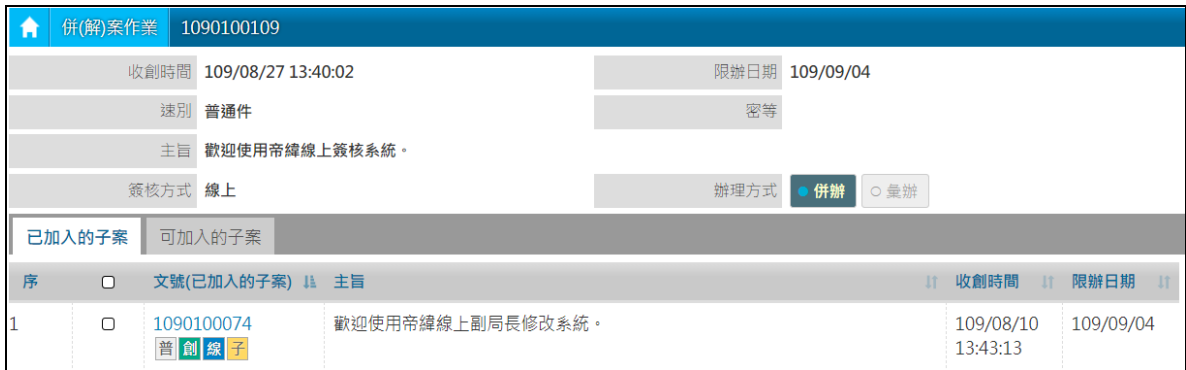 併(解)案作業 1090100109
收創時間 109/08/27 13:40:02 限辦日期 109/09/04
速別 普通件 密等
主旨 歡迎使用帝緯線上簽核系統。
簽核方式 線上 辦理方式 併辦 彙辦
已加入的子案 可加入的子案
序 文號(已加入的子案) 主旨 收創時間 限辦日期
1 1090100074 歡迎使用帝緯線上副局長修改系統。 109/08/10 109/09/04
普 創 線 子 13:43:13